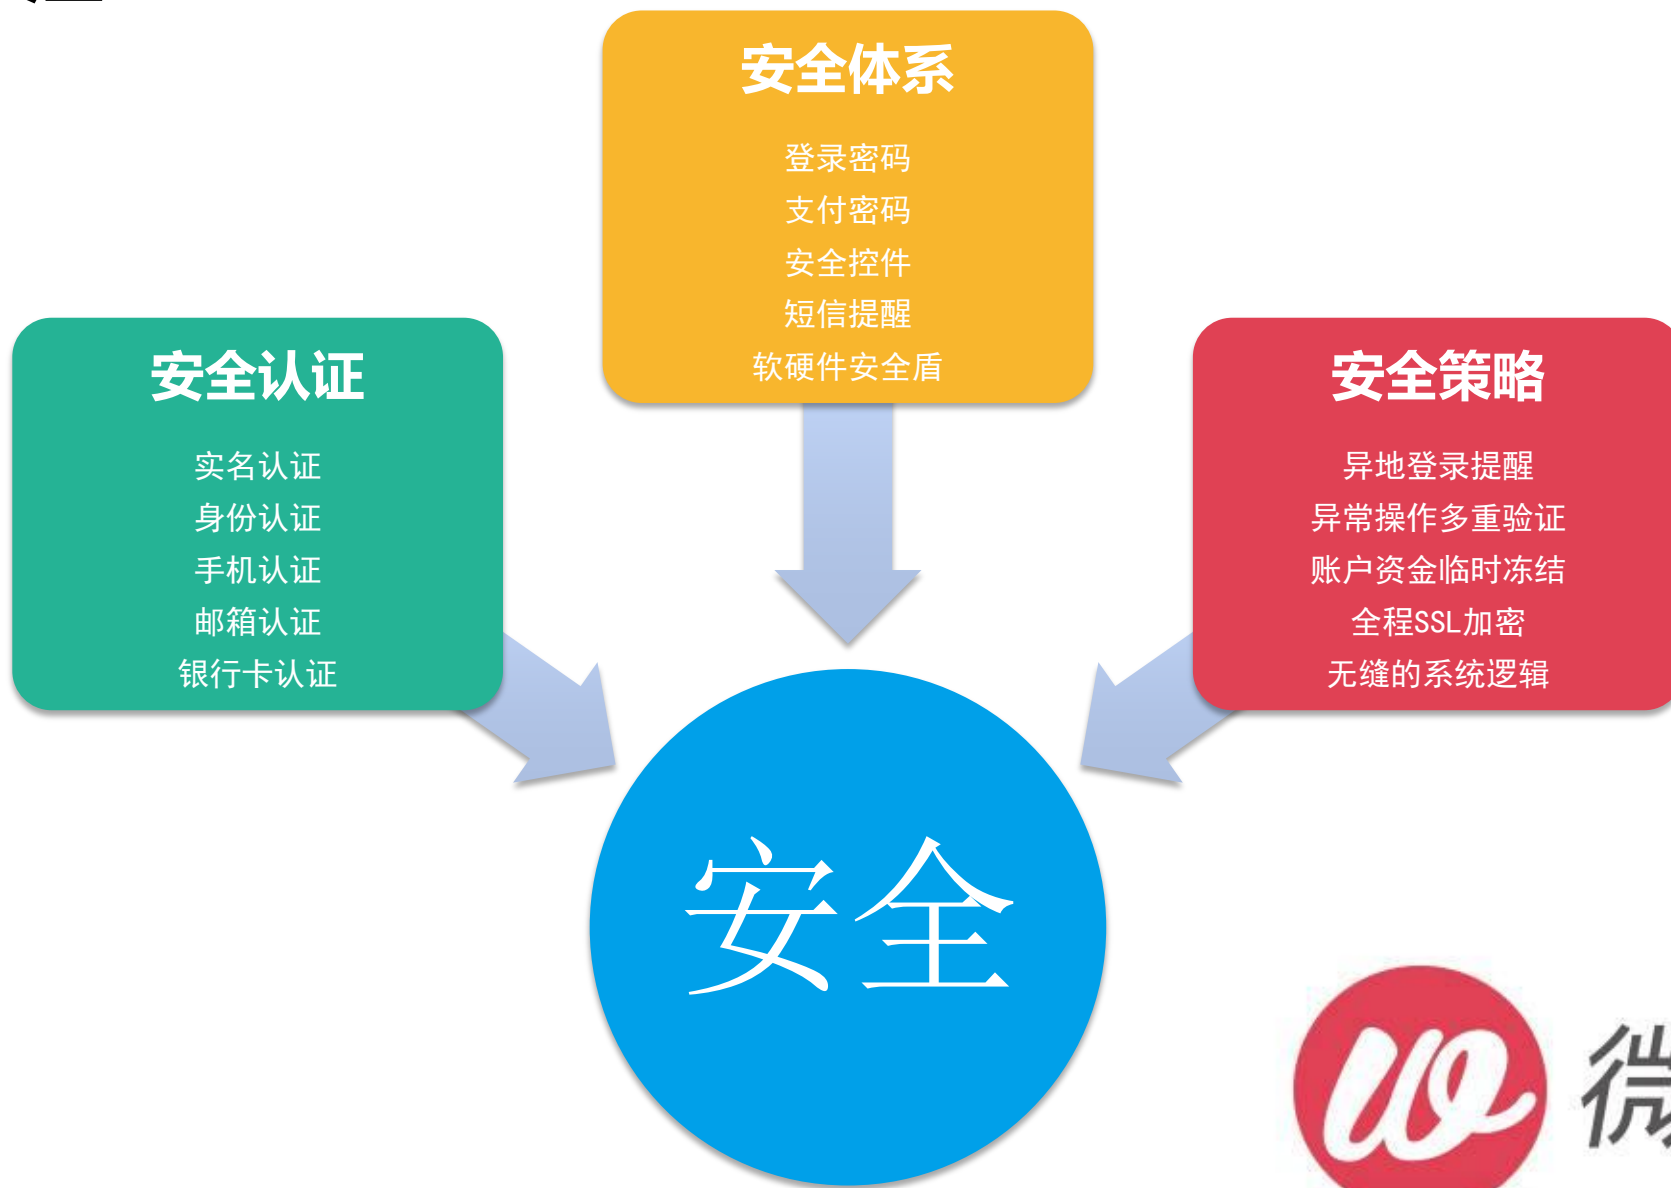 安全体系
登录密码
支付密码
安全控件
短信提醒
软硬件安全盾
安全认证
实名认证
身份认证
手机认证
邮箱认证
银行卡认证
安全策略
异地登录提醒
异常操作多重验证
账户资金临时冻结
全程SSL加密
无缝的系统逻辑
安全
微